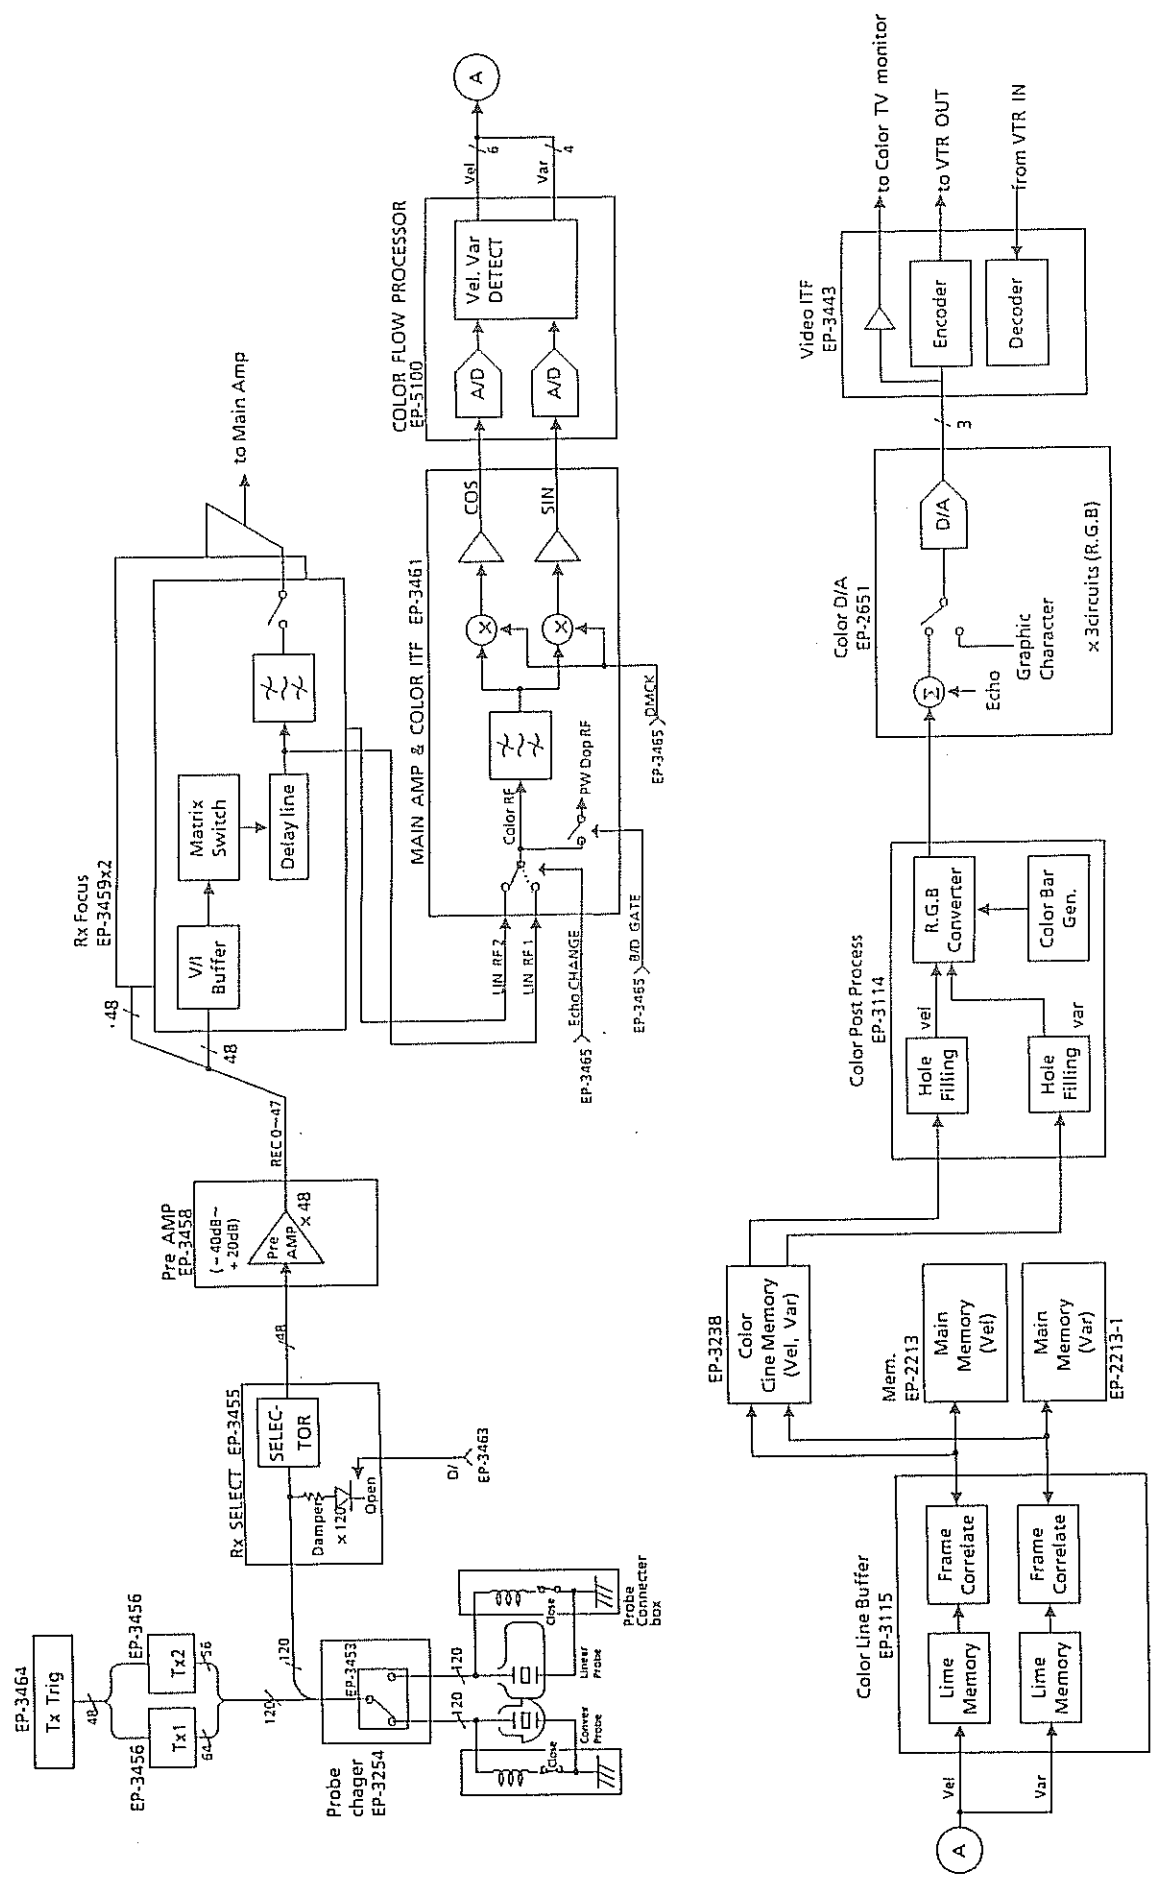 EP-3464
Tx Trig
48
EP-3456
Tx1
64
EP-3456
Tx2
56
120
120
Probe
chager
EP-3254
EP-3453
120
120
Close
Convex
Probe
Linear
Probe
Close
Probe
Connecter
box
Rx SELECT EP-3455
SELEC-
TOR
Damper
x 120
Open
D/
EP-3463
48
Pre AMP
EP-3458
(-40dB~
+20dB)
Pre
AMP
x 48
REC 0~47
48
48
Rx Focus
EP-3459x2
V/I
Buffer
Matrix
Switch
Delay line
to Main Amp
MAIN AMP & COLOR ITF EP-3461
LIN RF2
LIN RF1
Color RF
PW Dop RF
Echo CHANGE
EP-3465
B/D GATE
EP-3465
DMCK
EP-3465
X
X
COS
SIN
COLOR FLOW PROCESSOR
EP-5100
A/D
A/D
Vel. Var
DETECT
Vel
6
Var
4
A
A
Vel
Var
Color Line Buffer
EP-3115
Lime
Memory
Frame
Correlate
Lime
Memory
Frame
Correlate
EP-3238
Color
Cine Memory
(Vel, Var)
Mem.
EP-2213
Main
Memory
(Vel)
Main
Memory
(Var)
EP-2213-1
Color Post Process
EP-3114
Hole
Filling
vel
Hole
Filling
var
R.G.B
Converter
Color Bar
Gen.
Color D/A
EP-2651
Σ
Echo
Graphic
Character
D/A
x 3circuits (R.G.B)
3
Video ITF
EP-3443
Encoder
Decoder
to Color TV monitor
to VTR OUT
from VTR IN